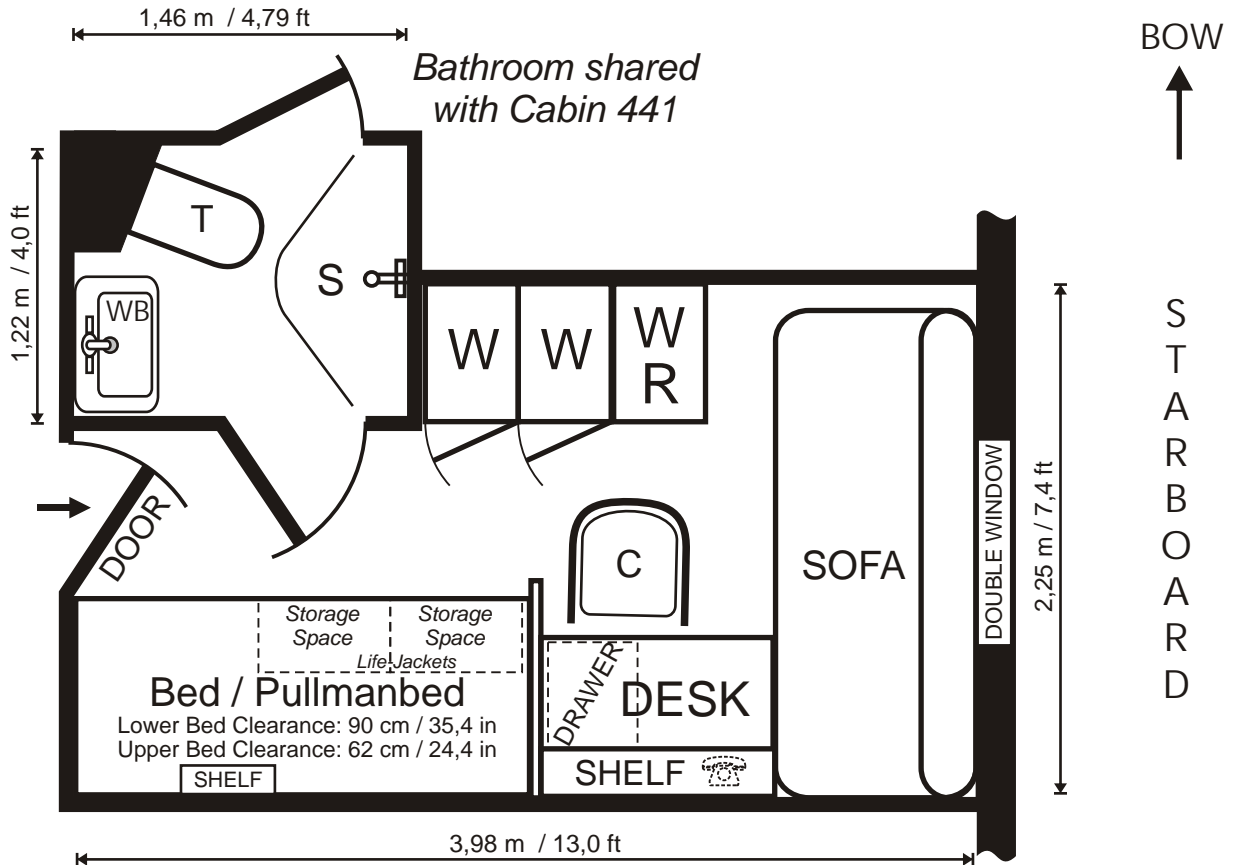 1,46 m / 4,79 ft
BOW
Bathroom shared
with Cabin 441
1,22 m / 4,0 ft
T
S
WB
W
W
W
R
STARBOARD
DOUBLE WINDOW
2,25 m / 7,4 ft
DOOR
C
SOFA
Storage
Space
Storage
Space
Life-Jackets
Bed / Pullmanbed
Lower Bed Clearance: 90 cm / 35,4 in
Upper Bed Clearance: 62 cm / 24,4 in
SHELF
DRAWER
DESK
SHELF
3,98 m / 13,0 ft